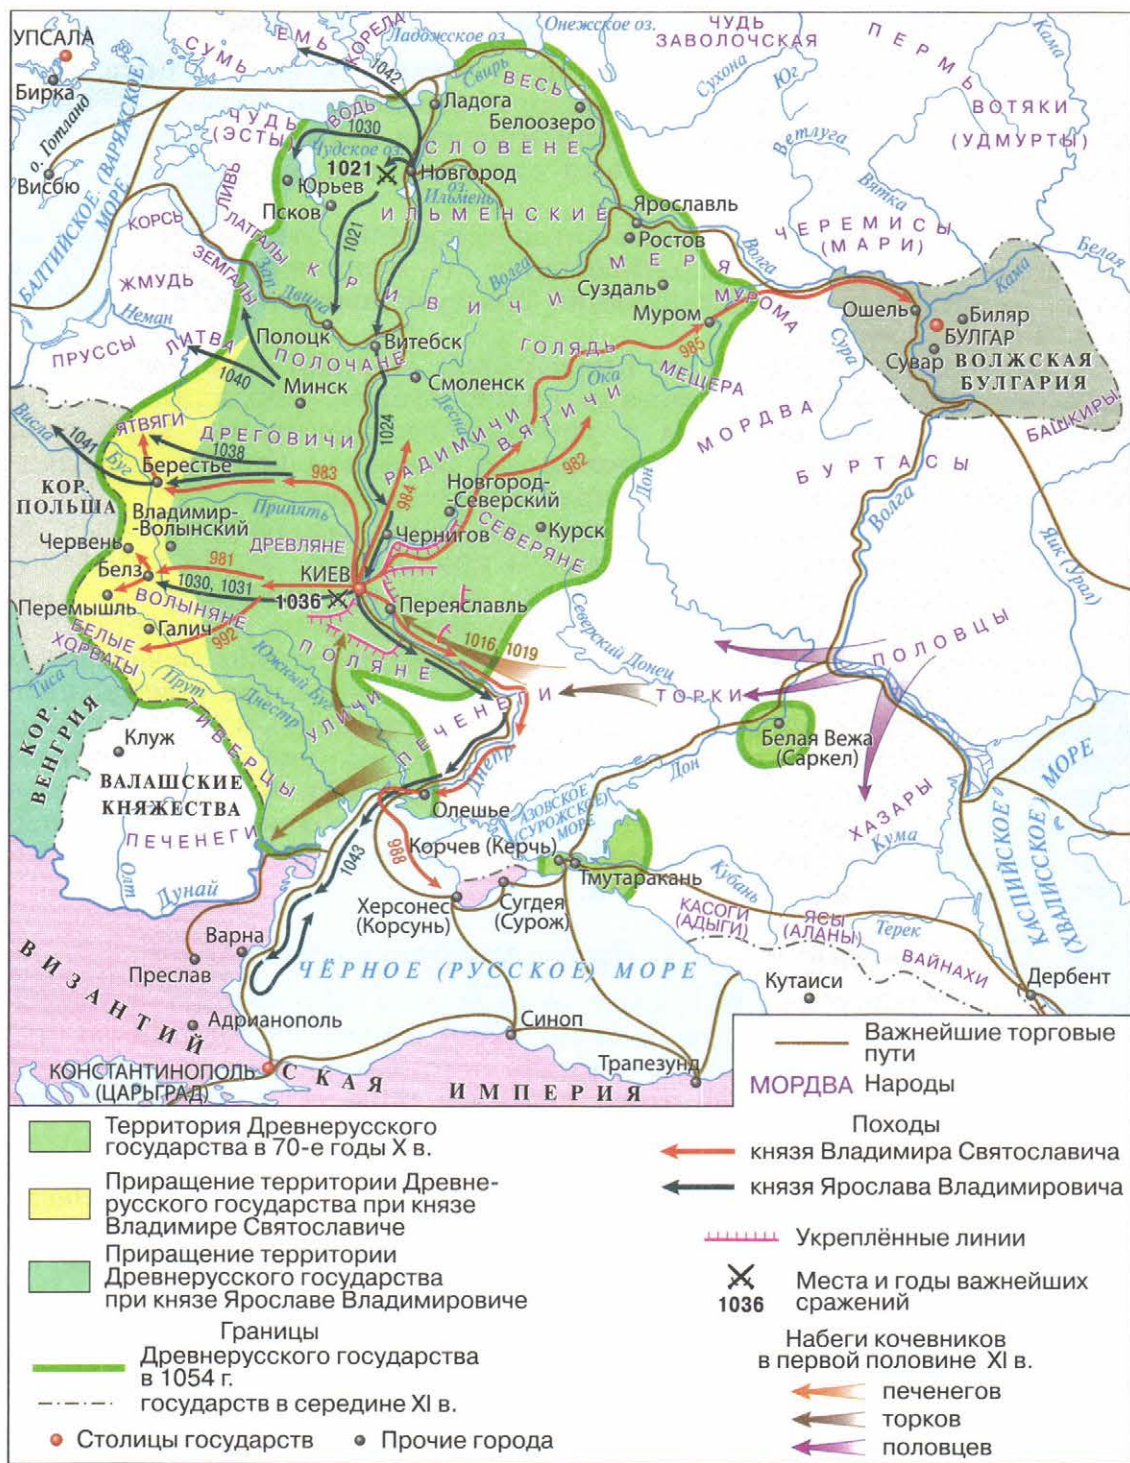 УПСАЛА
Бирка
о. Готланд
Висбю
БАЛТИЙСКОЕ (ВАРЯЖСКОЕ)
МОРЕ
СУМЬ
ЕМЬ
КОРЕЛА
Ладожское оз.
Онежское оз.
1042
Свирь
ВЕСЬ
Ладога
Белоозеро
ЧУДЬ
ЗАВОЛОЧСКАЯ
Сухона
Юг
ПЕРМЬ
Кама
ВОТЯКИ
(УДМУРТЫ)
Ветлуга
Вятка
ЧЕРЕМИСЫ
(МАРИ)
Белая
Кама
ЧУДЬ
(ЭСТЫ)
ВОДЬ
1030
Чудское оз.
1021
СЛОВЕНЕ
Новгород
оз.
Ильмень
ИЛЬМЕНСКИЕ
Юрьев
Псков
1021
ЛИВЬ
ЛАТГАЛЫ
КОРСЬ
ЗЕМГАЛЫ
ЖМУДЬ
Неман
Зап.
Двина
КРИВИЧИ
Волга
Ярославль
Ростов
МЕРЯ
Волга
Суздаль
МУРОМА
Муром
985
Ошель
Биляр
БУЛГАР
Сувар
ВОЛЖСКАЯ
БУЛГАРИЯ
Сура
БАШКИРЫ
ПРУССЫ
ЛИТВА
1040
Полоцк
ПОЛОЧАНЕ
Витебск
Минск
Смоленск
ГОЛЯДЬ
МЕЩЕРА
Ока
МОРДВА
БУРТАСЫ
Висла
1041
ЯТВЯГИ
ДРЕГОВИЧИ
1038
1024
Десна
РАДИМИЧИ
ВЯТИЧИ
982
Дон
Волга
Яик (Урал)
Буг
Берестье
983
984
КОР.
ПОЛЬША
Владимир-
-Волынский
Припять
Новгород-
-Северский
СЕВЕРЯНЕ
Курск
Чернигов
ДРЕВЛЯНЕ
Червень
Белз
981
КИЕВ
1030, 1031
1036
Переяславль
Перемышль
ВОЛЫНЯНЕ
Галич
992
БЕЛЫЕ
ХОРВАТЫ
ПОЛЯНЕ
1016, 1019
Северский Донец
ПОЛОВЦЫ
ТОРКИ
Тиса
Прут
Днестр
Южный Буг
УЛИЧИ
ТИВЕРЦЫ
ПЕЧЕНЕГИ
Днепр
КОР.
ВЕНГРИЯ
Клуж
ВАЛАШСКИЕ
КНЯЖЕСТВА
ПЕЧЕНЕГИ
Белая Вежа
(Саркел)
Дон
Олешье
АЗОВСКОЕ
(СУРОЖСКОЕ)
МОРЕ
ХАЗАРЫ
Кума
КАСПИЙСКОЕ
(ХВАЛИССКОЕ) МОРЕ
Олт
Дунай
1043
988
Корчев (Керчь)
Тмутаракань
Кубань
Херсонес
(Корсунь)
Сугдея
(Сурож)
КАСОГИ
(АДЫГИ)
ЯСЫ
(АЛАНЫ)
Терек
ВАЙНАХИ
Дербент
Варна
Преслав
ЧЁРНОЕ (РУССКОЕ) МОРЕ
Кутаиси
Адрианополь
Синоп
Трапезунд
КОНСТАНТИНОПОЛЬ
(ЦАРЬГРАД)
ВИЗАНТИЙ
СКАЯ ИМПЕРИЯ
Важнейшие торговые
пути
МОРДВА Народы
Территория Древнерусского
государства в 70-е годы X в.
Приращение территории Древне-
русского государства при князе
Владимире Святославиче
Приращение территории
Древнерусского государства
при князе Ярославе Владимировиче
Границы
Древнерусского государства
в 1054 г.
государств в середине XI в.
Столицы государств
Прочие города
Походы
князя Владимира Святославича
князя Ярослава Владимировича
Укреплённые линии
1036
Места и годы важнейших
сражений
Набеги кочевников
в первой половине XI в.
печенегов
торков
половцев